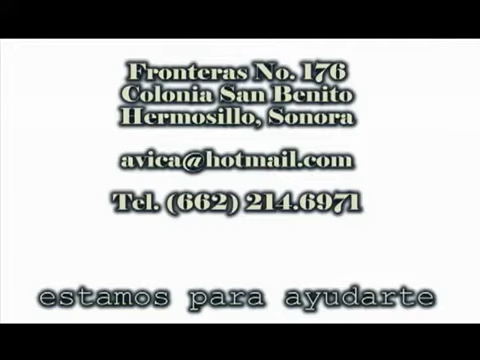 Fronteras No. 176
Colonia San Benito
Hermosillo, Sonora
avica@hotmail.com
Tel. (662) 214.6971
estamos para ayudarte